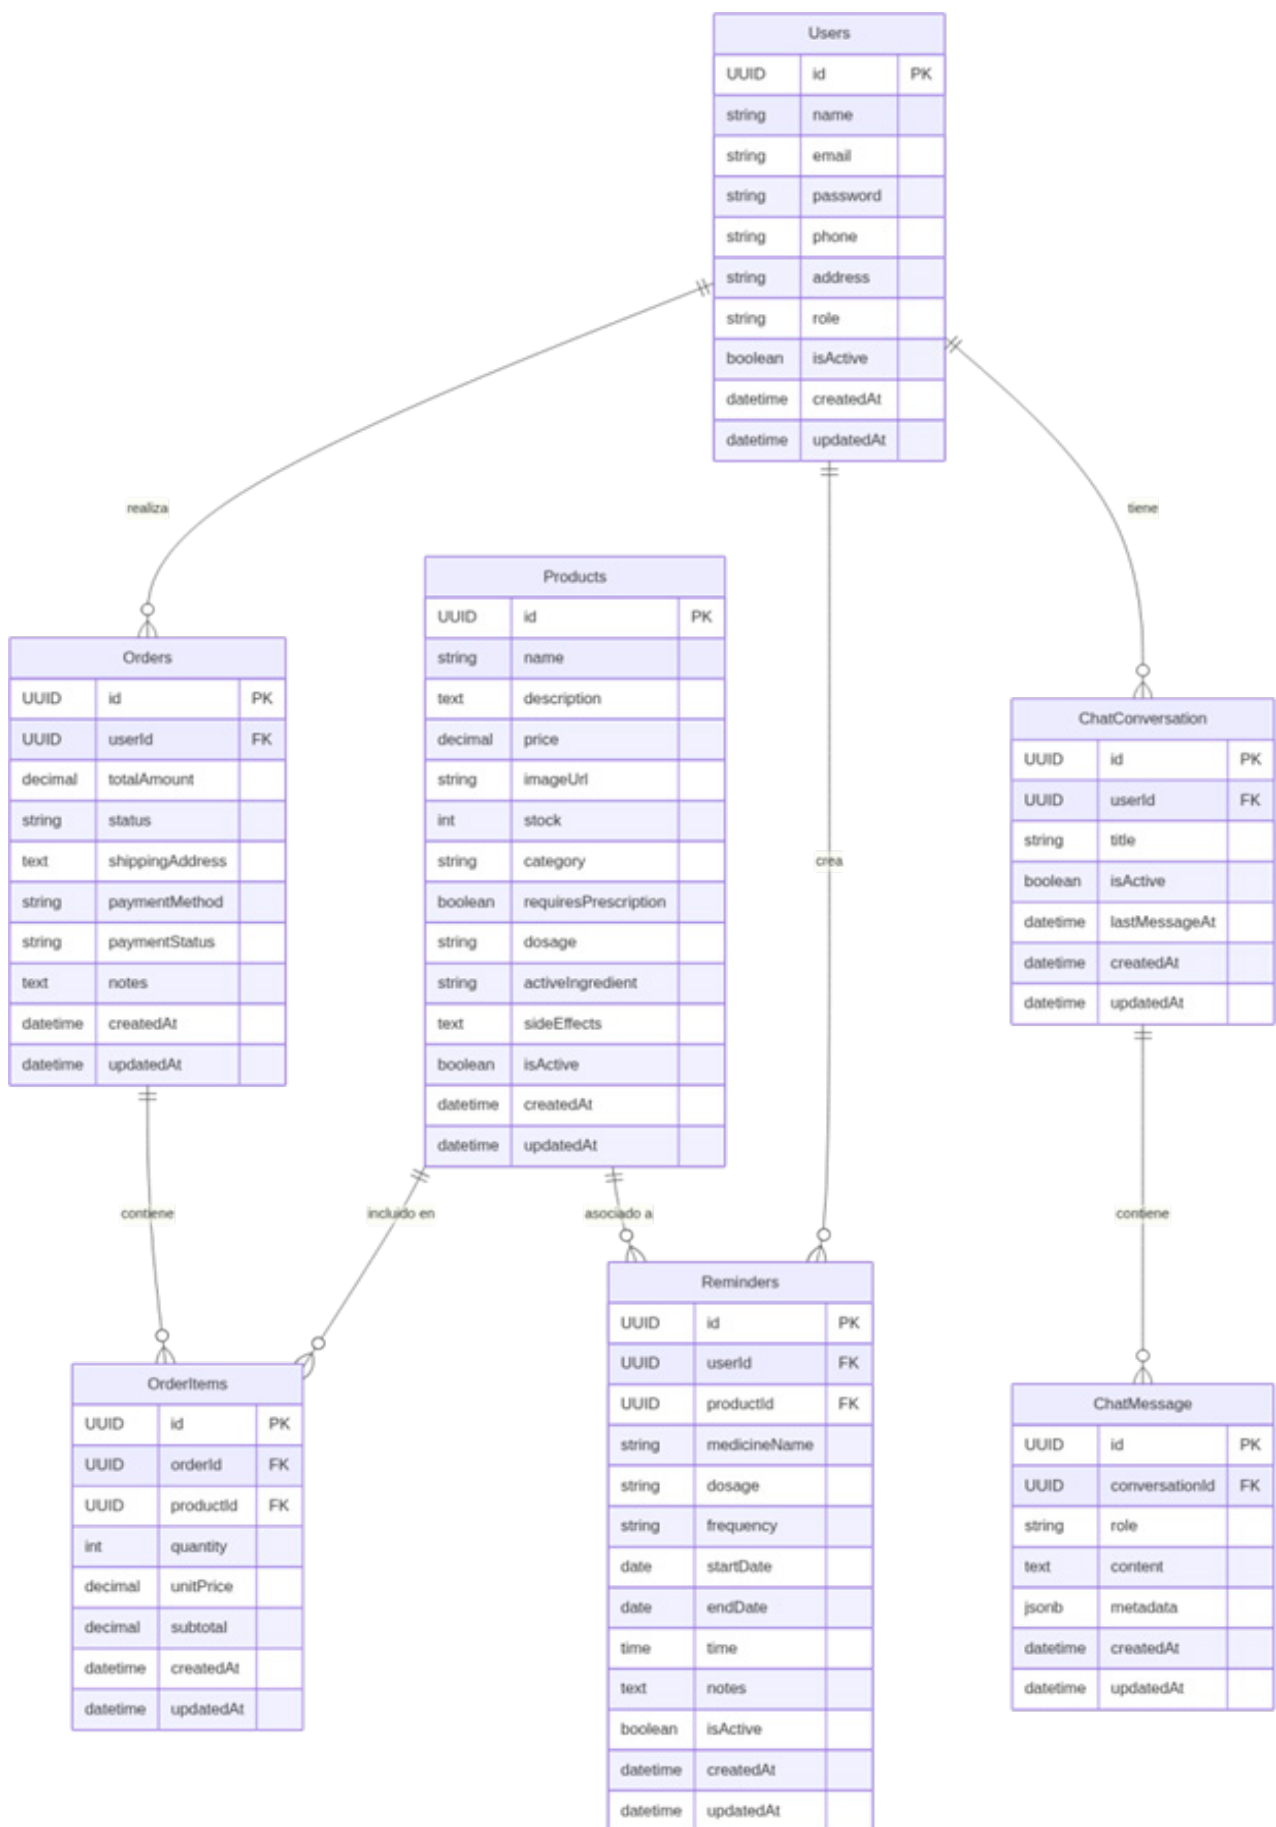 Users
UUID id PK
string name
string email
string password
string phone
string address
string role
boolean isActive
datetime createdAt
datetime updatedAt
realiza
tiene
crea
Orders
UUID id PK
UUID userId FK
decimal totalAmount
string status
text shippingAddress
string paymentMethod
string paymentStatus
text notes
datetime createdAt
datetime updatedAt
Products
UUID id PK
string name
text description
decimal price
string imageUrl
int stock
string category
boolean requiresPrescription
string dosage
string activeIngredient
text sideEffects
boolean isActive
datetime createdAt
datetime updatedAt
ChatConversation
UUID id PK
UUID userId FK
string title
boolean isActive
datetime lastMessageAt
datetime createdAt
datetime updatedAt
contiene
incluido en
asociado a
contiene
OrderItems
UUID id PK
UUID orderId FK
UUID productId FK
int quantity
decimal unitPrice
decimal subtotal
datetime createdAt
datetime updatedAt
Reminders
UUID id PK
UUID userId FK
UUID productId FK
string medicineName
string dosage
string frequency
date startDate
date endDate
time time
text notes
boolean isActive
datetime createdAt
datetime updatedAt
ChatMessage
UUID id PK
UUID conversationId FK
string role
text content
jsonb metadata
datetime createdAt
datetime updatedAt